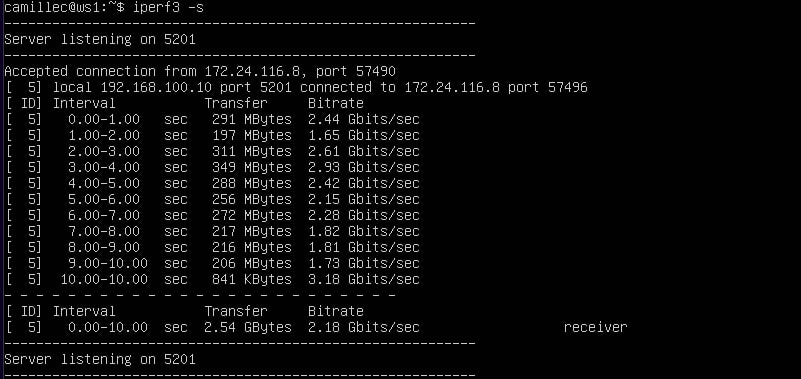 camillec@ws1:~$ iperf3 -s
-----------------------------------------------------------
Server listening on 5201
-----------------------------------------------------------
Accepted connection from 172.24.116.8, port 57490
[  5] local 192.168.100.10 port 5201 connected to 172.24.116.8 port 57496
[ ID] Interval           Transfer     Bitrate
[  5]   0.00-1.00   sec   291 MBytes  2.44 Gbits/sec
[  5]   1.00-2.00   sec   197 MBytes  1.65 Gbits/sec
[  5]   2.00-3.00   sec   311 MBytes  2.61 Gbits/sec
[  5]   3.00-4.00   sec   349 MBytes  2.93 Gbits/sec
[  5]   4.00-5.00   sec   288 MBytes  2.42 Gbits/sec
[  5]   5.00-6.00   sec   256 MBytes  2.15 Gbits/sec
[  5]   6.00-7.00   sec   272 MBytes  2.28 Gbits/sec
[  5]   7.00-8.00   sec   217 MBytes  1.82 Gbits/sec
[  5]   8.00-9.00   sec   216 MBytes  1.81 Gbits/sec
[  5]   9.00-10.00  sec   206 MBytes  1.73 Gbits/sec
[  5]  10.00-10.00  sec   841 KBytes  3.18 Gbits/sec
- - - - - - - - - - - - - - - - - - - - - - - - -
[ ID] Interval           Transfer     Bitrate
[  5]   0.00-10.00  sec  2.54 GBytes  2.18 Gbits/sec                  receiver
-----------------------------------------------------------
Server listening on 5201
-----------------------------------------------------------